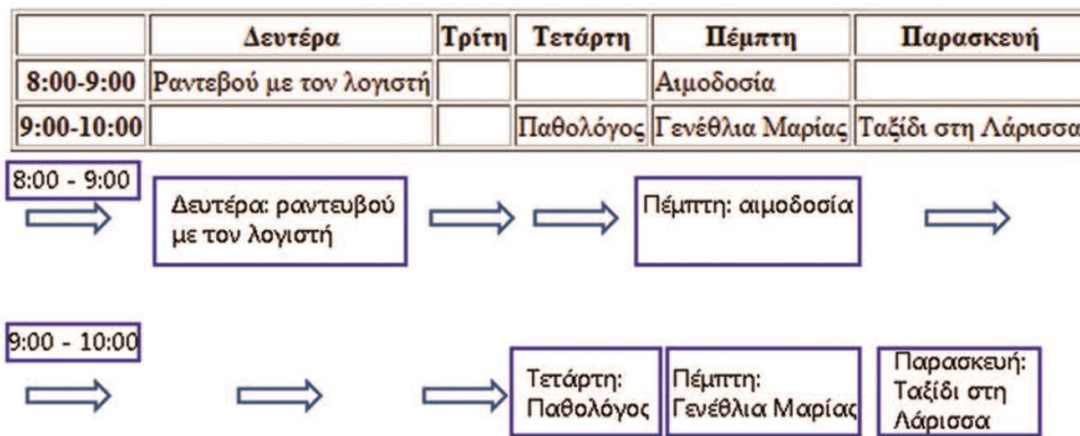 Δευτέρα Τρίτη Τετάρτη Πέμπτη Παρασκευή
8:00-9:00 Ραντεβού με τον λογιστή Αιμοδοσία
9:00-10:00 Παθολόγος Γενέθλια Μαρίας Ταξίδι στη Λάρισσα
8:00 - 9:00
Δευτέρα: ραντευβού
με τον λογιστή
Πέμπτη: αιμοδοσία
9:00 - 10:00
Τετάρτη:
Παθολόγος
Πέμπτη:
Γενέθλια Μαρίας
Παρασκευή:
Ταξίδι στη
Λάρισσα